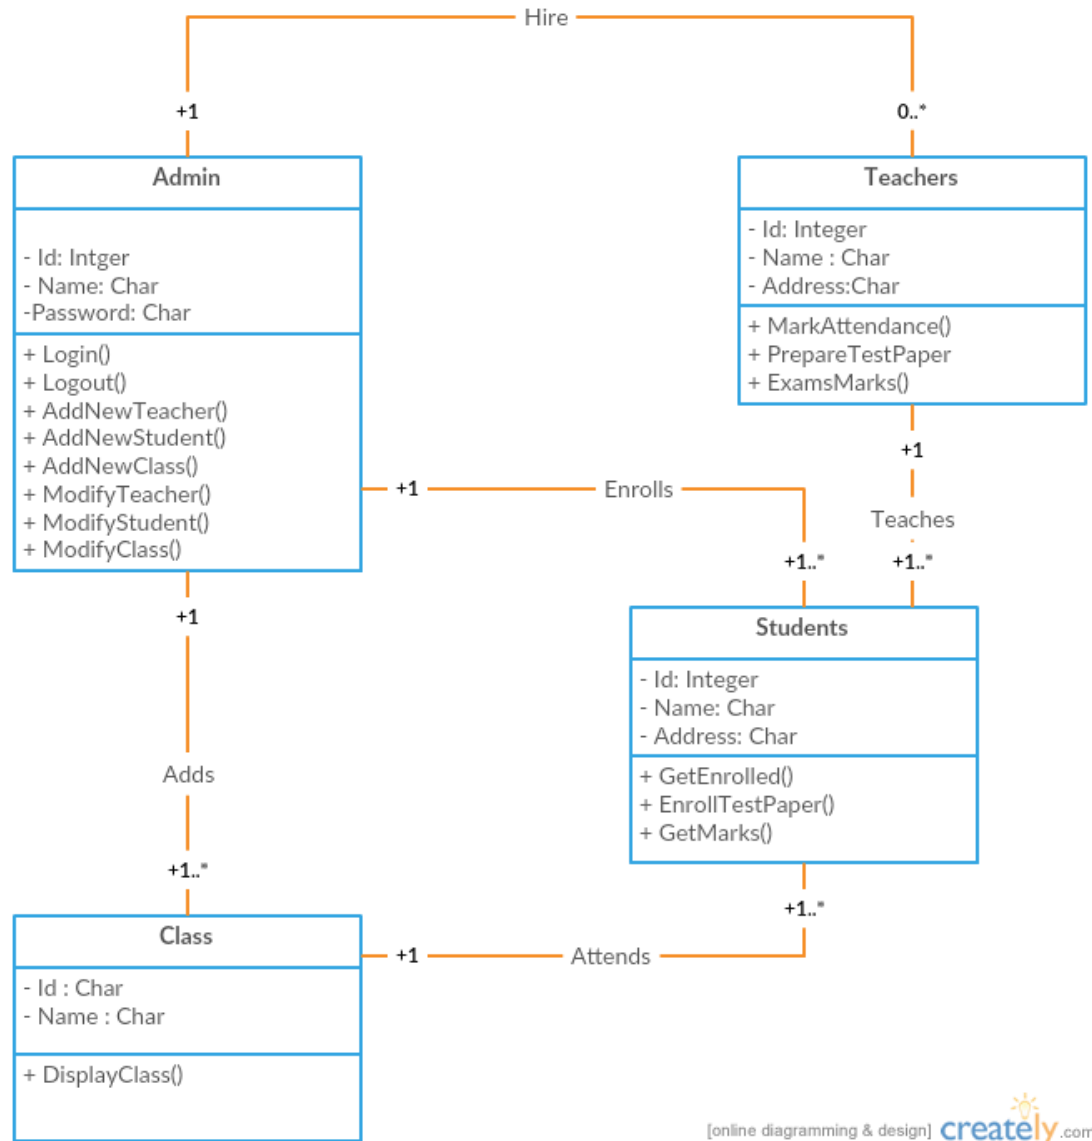 Hire
+1
0..*
Admin
- Id: Intger
- Name: Char
-Password: Char
+ Login()
+ Logout()
+ AddNewTeacher()
+ AddNewStudent()
+ AddNewClass()
+ ModifyTeacher()
+ ModifyStudent()
+ ModifyClass()
Teachers
- Id: Integer
- Name : Char
- Address:Char
+ MarkAttendance()
+ PrepareTestPaper
+ ExamsMarks()
+1
Enrolls
+1..*
+1
Teaches
+1..*
Students
- Id: Integer
- Name: Char
- Address: Char
+ GetEnrolled()
+ EnrollTestPaper()
+ GetMarks()
+1
Adds
+1..*
Class
- Id : Char
- Name : Char
+ DisplayClass()
+1
Attends
+1..*
[online diagramming & design] creately.com